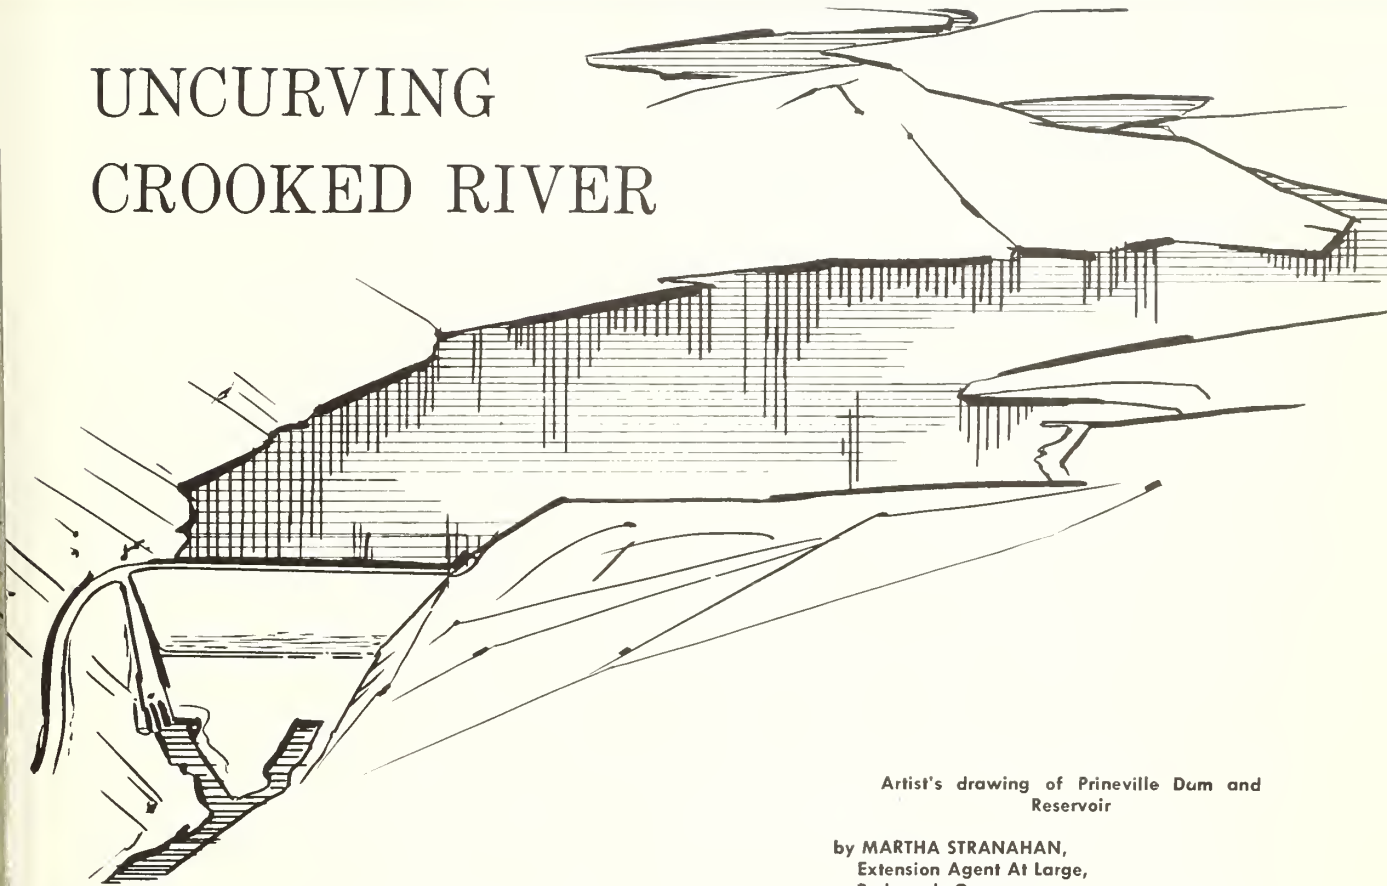 UNCURVING
CROOKED RIVER
Artist's drawing of Prineville Dam and
Reservoir
by MARTHA STRANAHAN,
Extension Agent At Large,